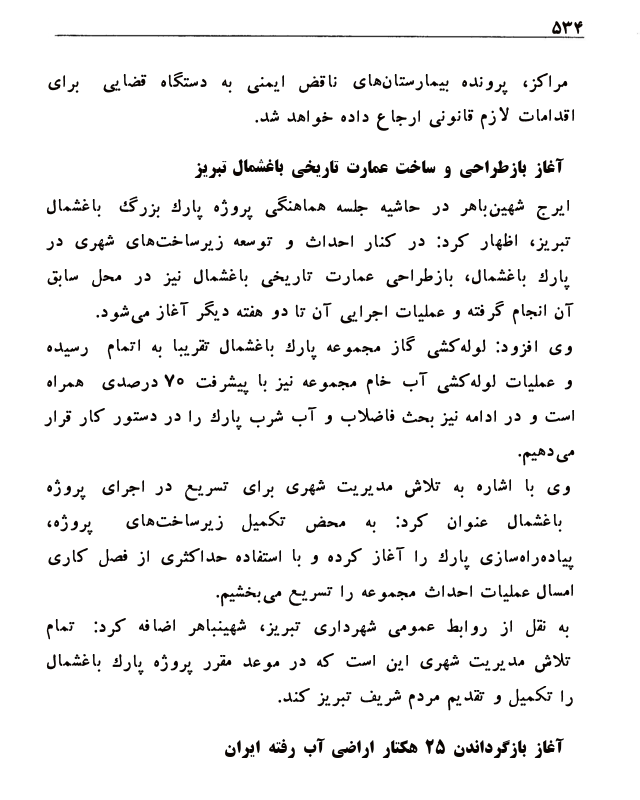 ۵۳۴
مراکز، پرونده بیمارستان‌های ناقض ایمنی به دستگاه قضایی برای
اقدامات لازم قانونی ارجاع داده خواهد شد.
آغاز بازطراحی و ساخت عمارت تاریخی باغشمال تبریز
ایرج شهین‌باهر در حاشیه جلسه هماهنگی پروژه پارك بزرگ باغشمال
تبریز، اظهار کرد: در کنار احداث و توسعه زیرساخت‌های شهری در
پارك باغشمال، بازطراحی عمارت تاریخی باغشمال نیز در محل سابق
آن انجام گرفته و عملیات اجرایی آن تا دو هفته دیگر آغاز می‌شود.
وی افزود: لوله‌کشی گاز مجموعه پارك باغشمال تقریبا به اتمام رسیده
و عملیات لوله‌کشی آب خام مجموعه نیز با پیشرفت ۷۰ درصدی همراه
است و در ادامه نیز بحث فاضلاب و آب شرب پارك را در دستور کار قرار
می‌دهیم.
وی با اشاره به تلاش مدیریت شهری برای تسریع در اجرای پروژه
باغشمال عنوان کرد: به محض تکمیل زیرساخت‌های پروژه،
پیاده‌راه‌سازی پارك را آغاز کرده و با استفاده حداکثری از فصل کاری
امسال عملیات احداث مجموعه را تسریع می‌بخشیم.
به نقل از روابط عمومی شهرداری تبریز، شهینباهر اضافه کرد: تمام
تلاش مدیریت شهری این است که در موعد مقرر پروژه پارك باغشمال
را تکمیل و تقدیم مردم شریف تبریز کند.
آغاز بازگرداندن ۲۵ هکتار اراضی آب رفته ایران